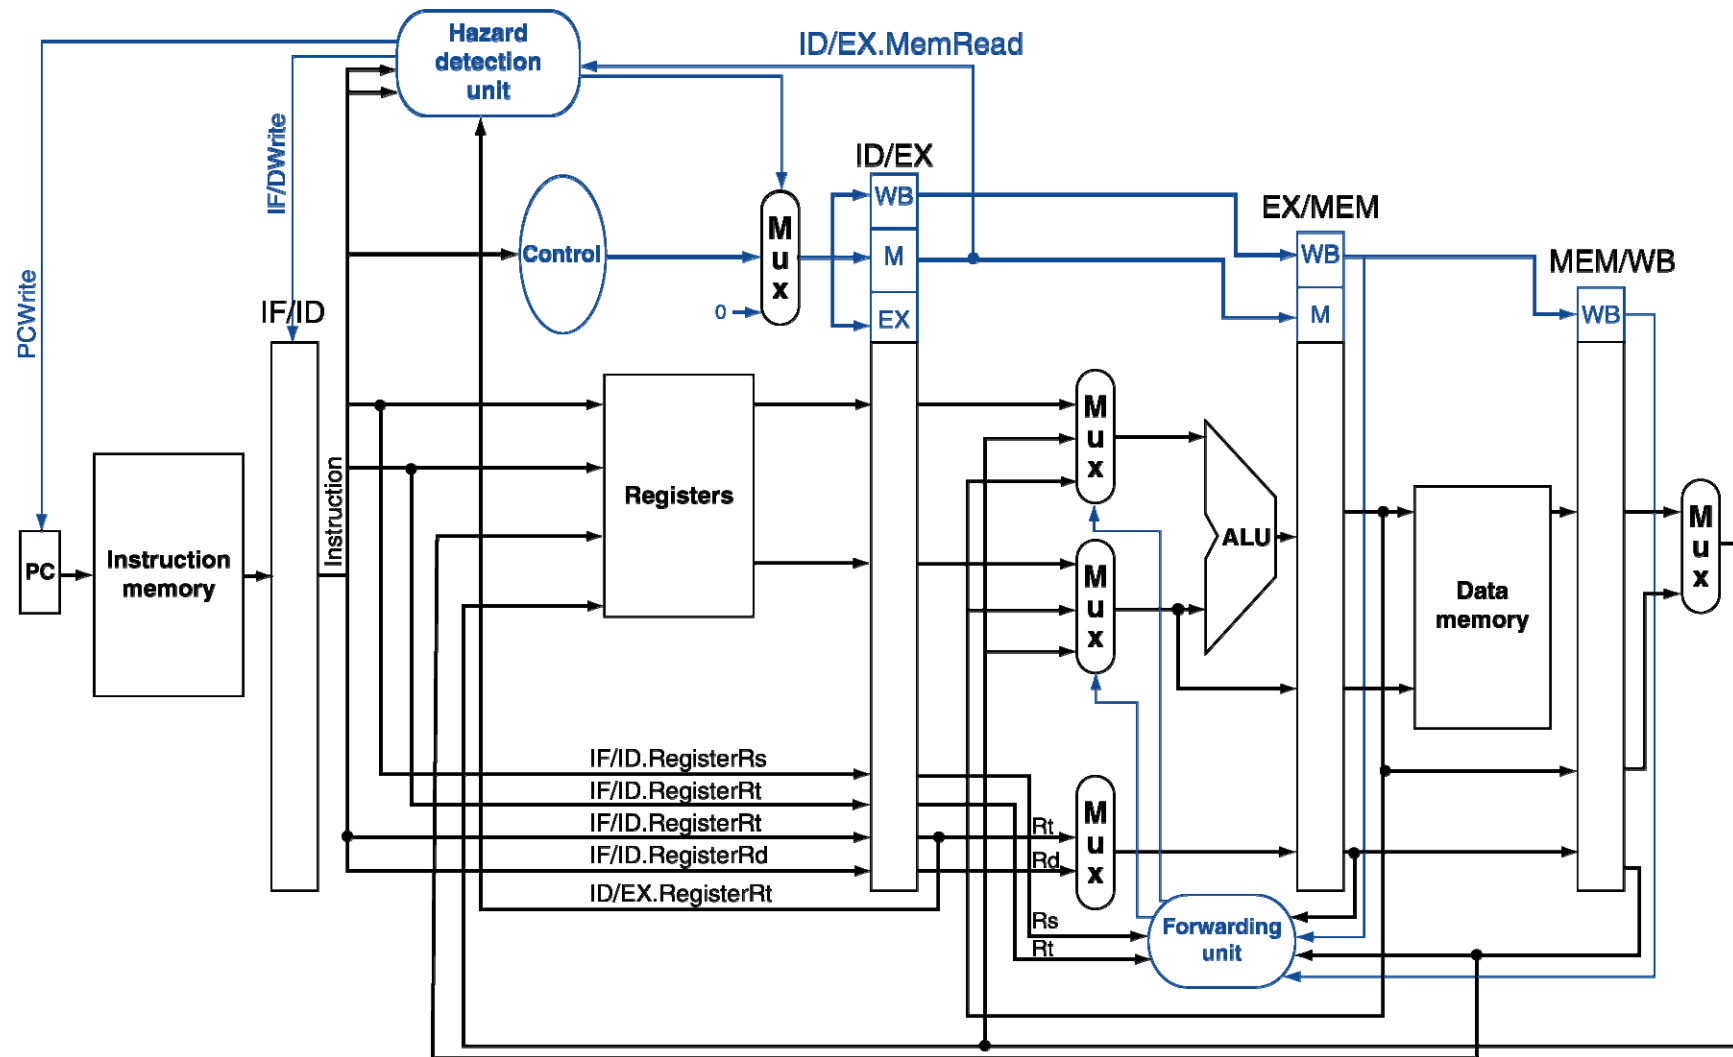 Hazard
detection
unit
ID/EX.MemRead
IF/DWrite
PCWrite
ID/EX
WB
M
EX
Control
0
M
u
x
EX/MEM
WB
M
MEM/WB
WB
IF/ID
PC
Instruction
memory
Instruction
Registers
M
u
x
M
u
x
ALU
Data
memory
M
u
x
IF/ID.RegisterRs
IF/ID.RegisterRt
IF/ID.RegisterRt
IF/ID.RegisterRd
ID/EX.RegisterRt
Rt
Rd
M
u
x
Rs
Rt
Forwarding
unit